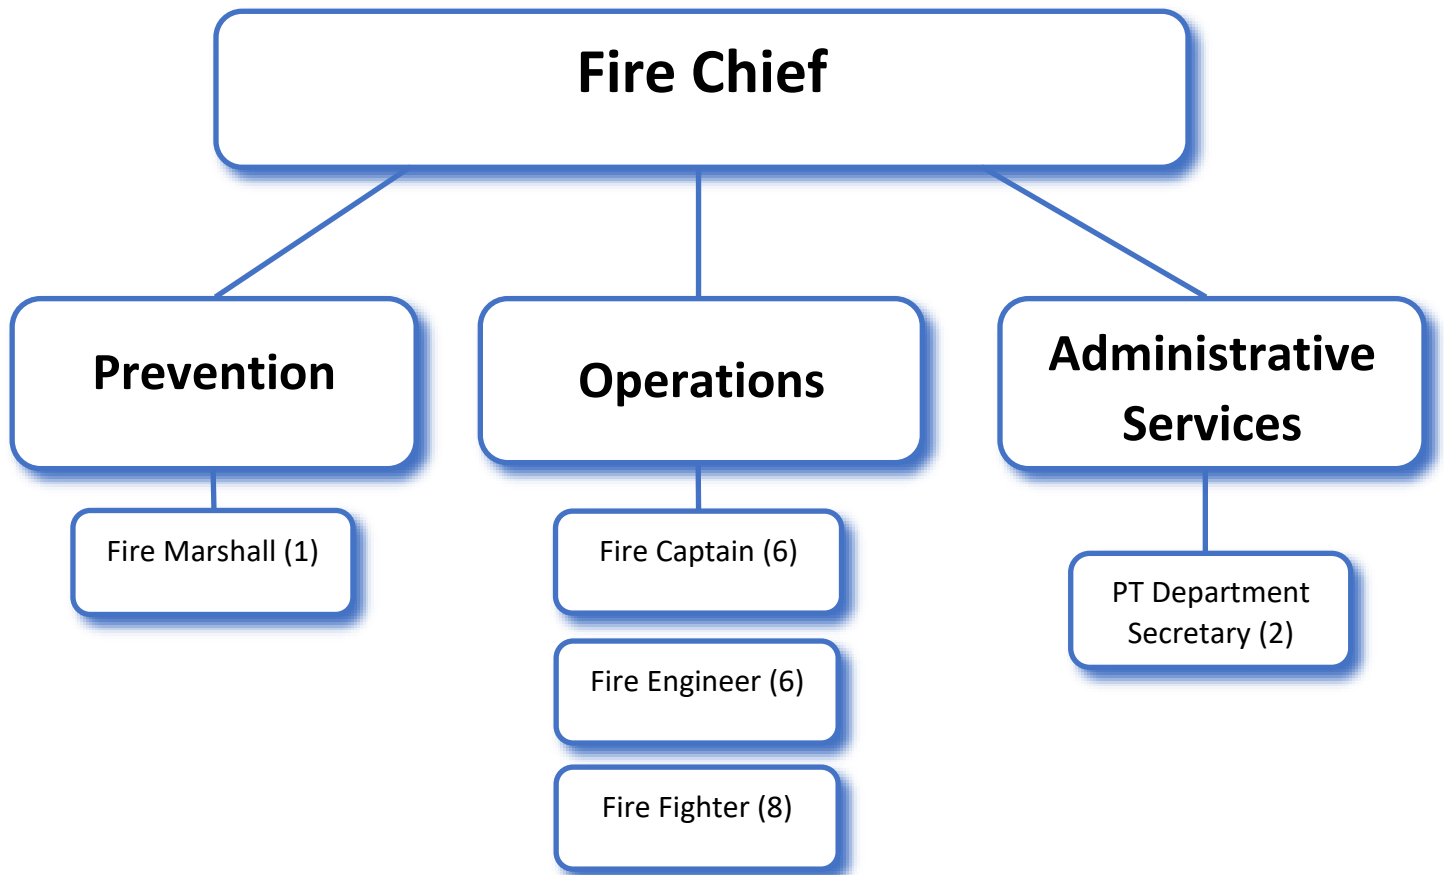 Fire Chief
Prevention
Operations
Administrative
Services
Fire Marshall (1)
Fire Captain (6)
Fire Engineer (6)
Fire Fighter (8)
PT Department
Secretary (2)